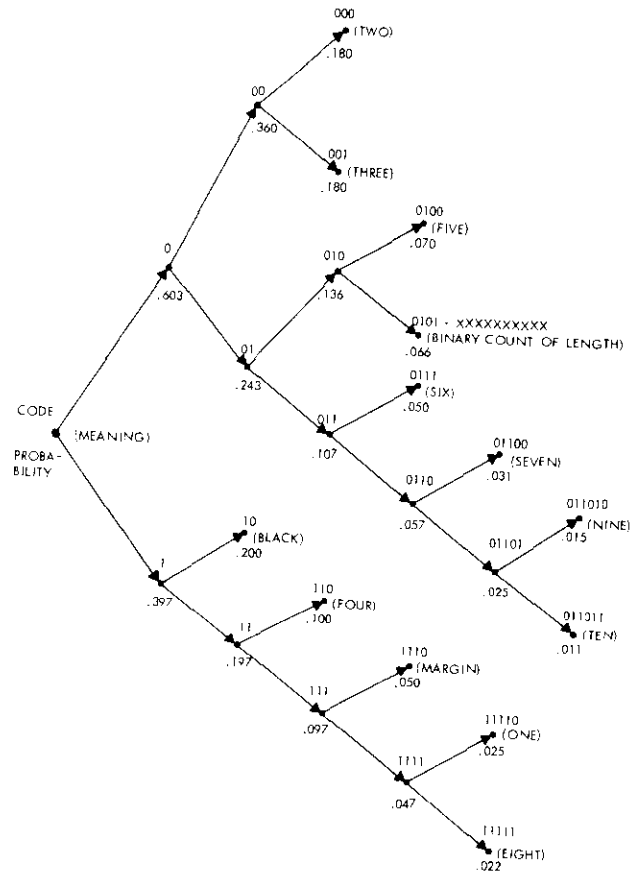 000
(TWO)
.180
00
.360
001
(THREE)
.180
0
.603
0100
(FIVE)
.070
010
.136
0101 - XXXXXXXXXX
(BINARY COUNT OF LENGTH)
.066
01
.243
0111
(SIX)
.050
011
.107
CODE
(MEANING)
PROBA-
BILITY
01100
(SEVEN)
.031
0110
.057
011010
(NINE)
.015
01101
.025
011011
(TEN)
.011
10
(BLACK)
.200
1
.397
110
(FOUR)
.100
11
.197
1110
(MARGIN)
.050
111
.097
11110
(ONE)
.025
1111
.047
11111
(EIGHT)
.022